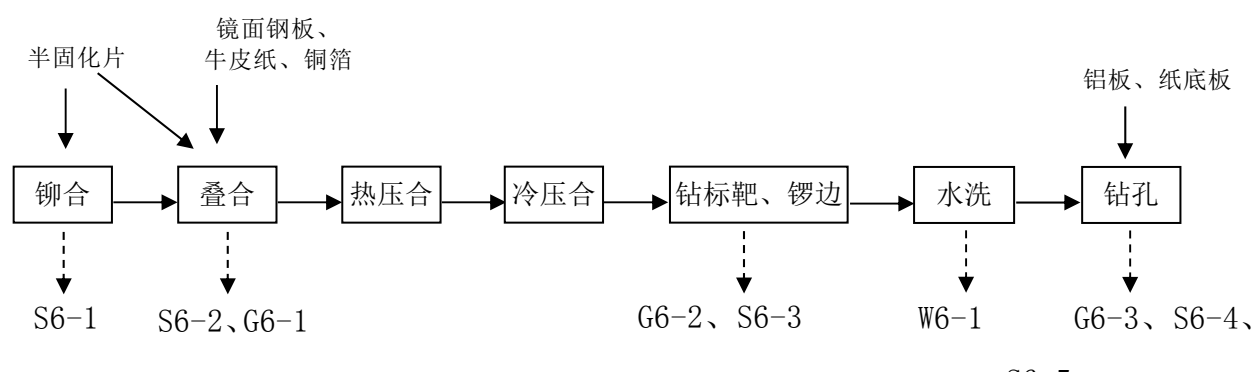 镜面钢板、
牛皮纸、铜箔
半固化片
铝板、纸底板
铆合
叠合
热压合
冷压合
钻标靶、锣边
水洗
钻孔
S6-1
S6-2、G6-1
G6-2、S6-3
W6-1
G6-3、S6-4、